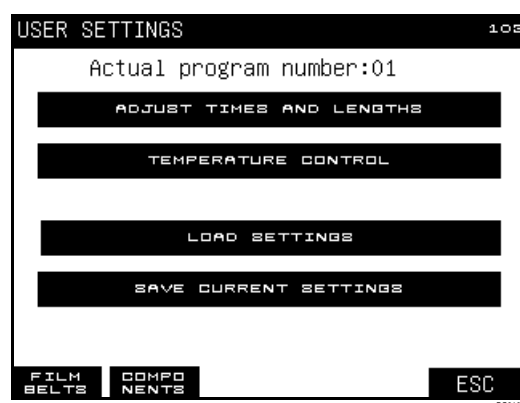 USER SETTINGS 103
Actual program number:01
ADJUST TIMES AND LENGTHS
TEMPERATURE CONTROL
LOAD SETTINGS
SAVE CURRENT SETTINGS
FILM BELTS
COMPO NENTS
ESC